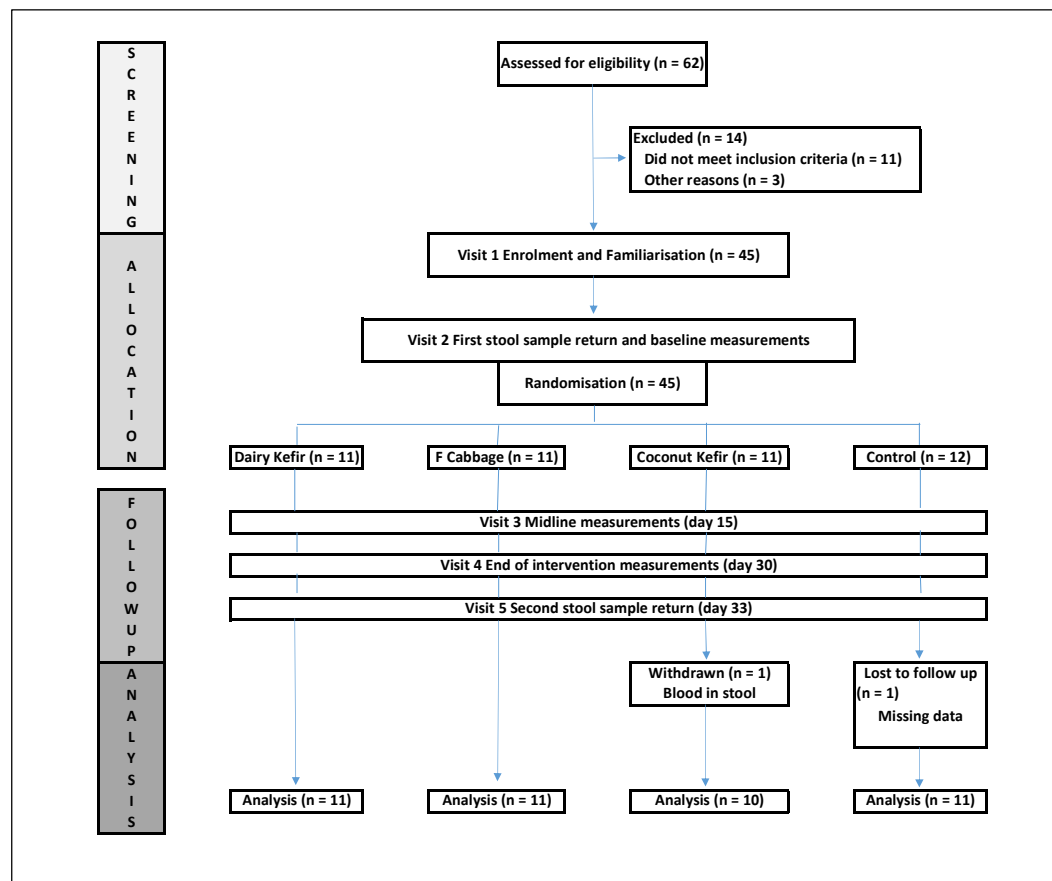 SCREENING
Assessed for eligibility (n = 62)
Excluded (n = 14)
Did not meet inclusion criteria (n = 11)
Other reasons (n = 3)
ALLOCATION
Visit 1 Enrolment and Familiarisation (n = 45)
Visit 2 First stool sample return and baseline measurements
Randomisation (n = 45)
Dairy Kefir (n = 11)
F Cabbage (n = 11)
Coconut Kefir (n = 11)
Control (n = 12)
FOLLOWUP
Visit 3 Midline measurements (day 15)
Visit 4 End of intervention measurements (day 30)
Visit 5 Second stool sample return (day 33)
ANALYSIS
Withdrawn (n = 1)
Blood in stool
Lost to follow up
(n = 1)
Missing data
Analysis (n = 11)
Analysis (n = 11)
Analysis (n = 10)
Analysis (n = 11)